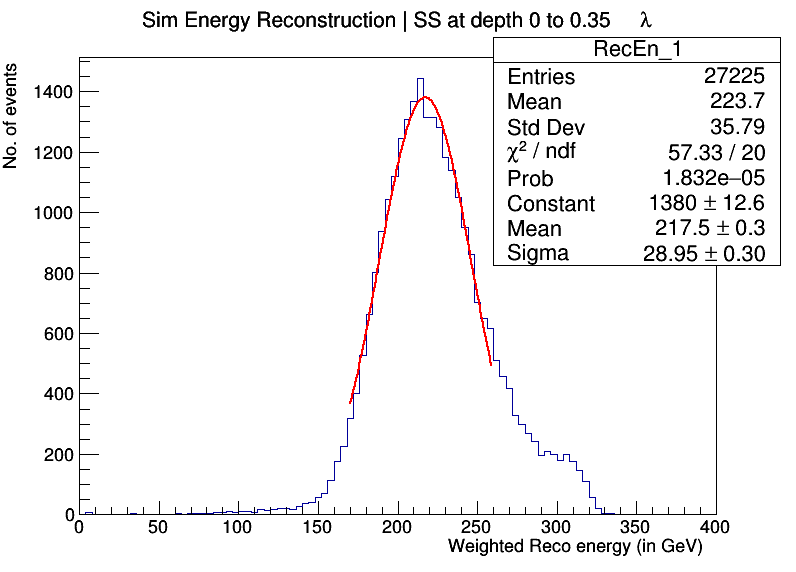 Sim Energy Reconstruction | SS at depth 0 to 0.35 λ
RecEn_1
Entries 27225
Mean 223.7
Std Dev 35.79
χ² / ndf 57.33 / 20
Prob 1.832e−05
Constant 1380 ± 12.6
Mean 217.5 ± 0.3
Sigma 28.95 ± 0.30
No. of events
1400
1200
1000
800
600
400
200
0
0 50 100 150 200 250 300 350 400
Weighted Reco energy (in GeV)